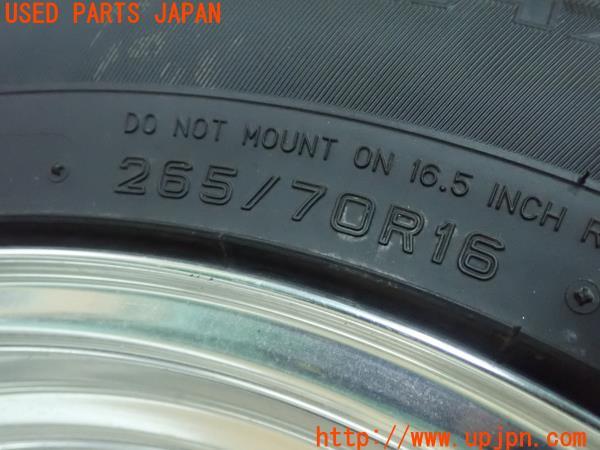 USED PARTS JAPAN
DO NOT MOUNT ON 16.5 INCH R
265/70R16
http://www.upjpn.com/